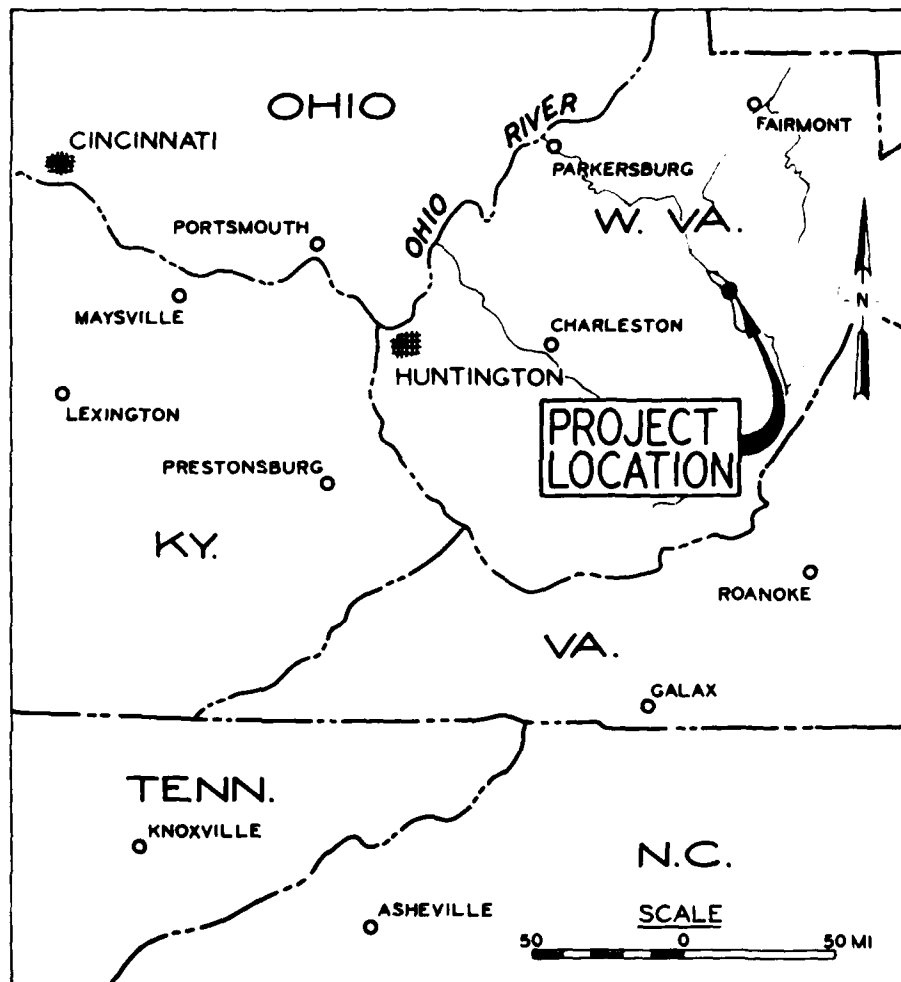 OHIO
CINCINNATI
RIVER
FAIRMONT
PARKERSBURG
PORTSMOUTH
OHIO
W. VA.
MAYSVILLE
N
CHARLESTON
HUNTINGTON
LEXINGTON
PROJECT
LOCATION
PRESTONSBURG
KY.
ROANOKE
VA.
GALAX
TENN.
KNOXVILLE
N.C.
ASHEVILLE
SCALE
50 0 50 MI